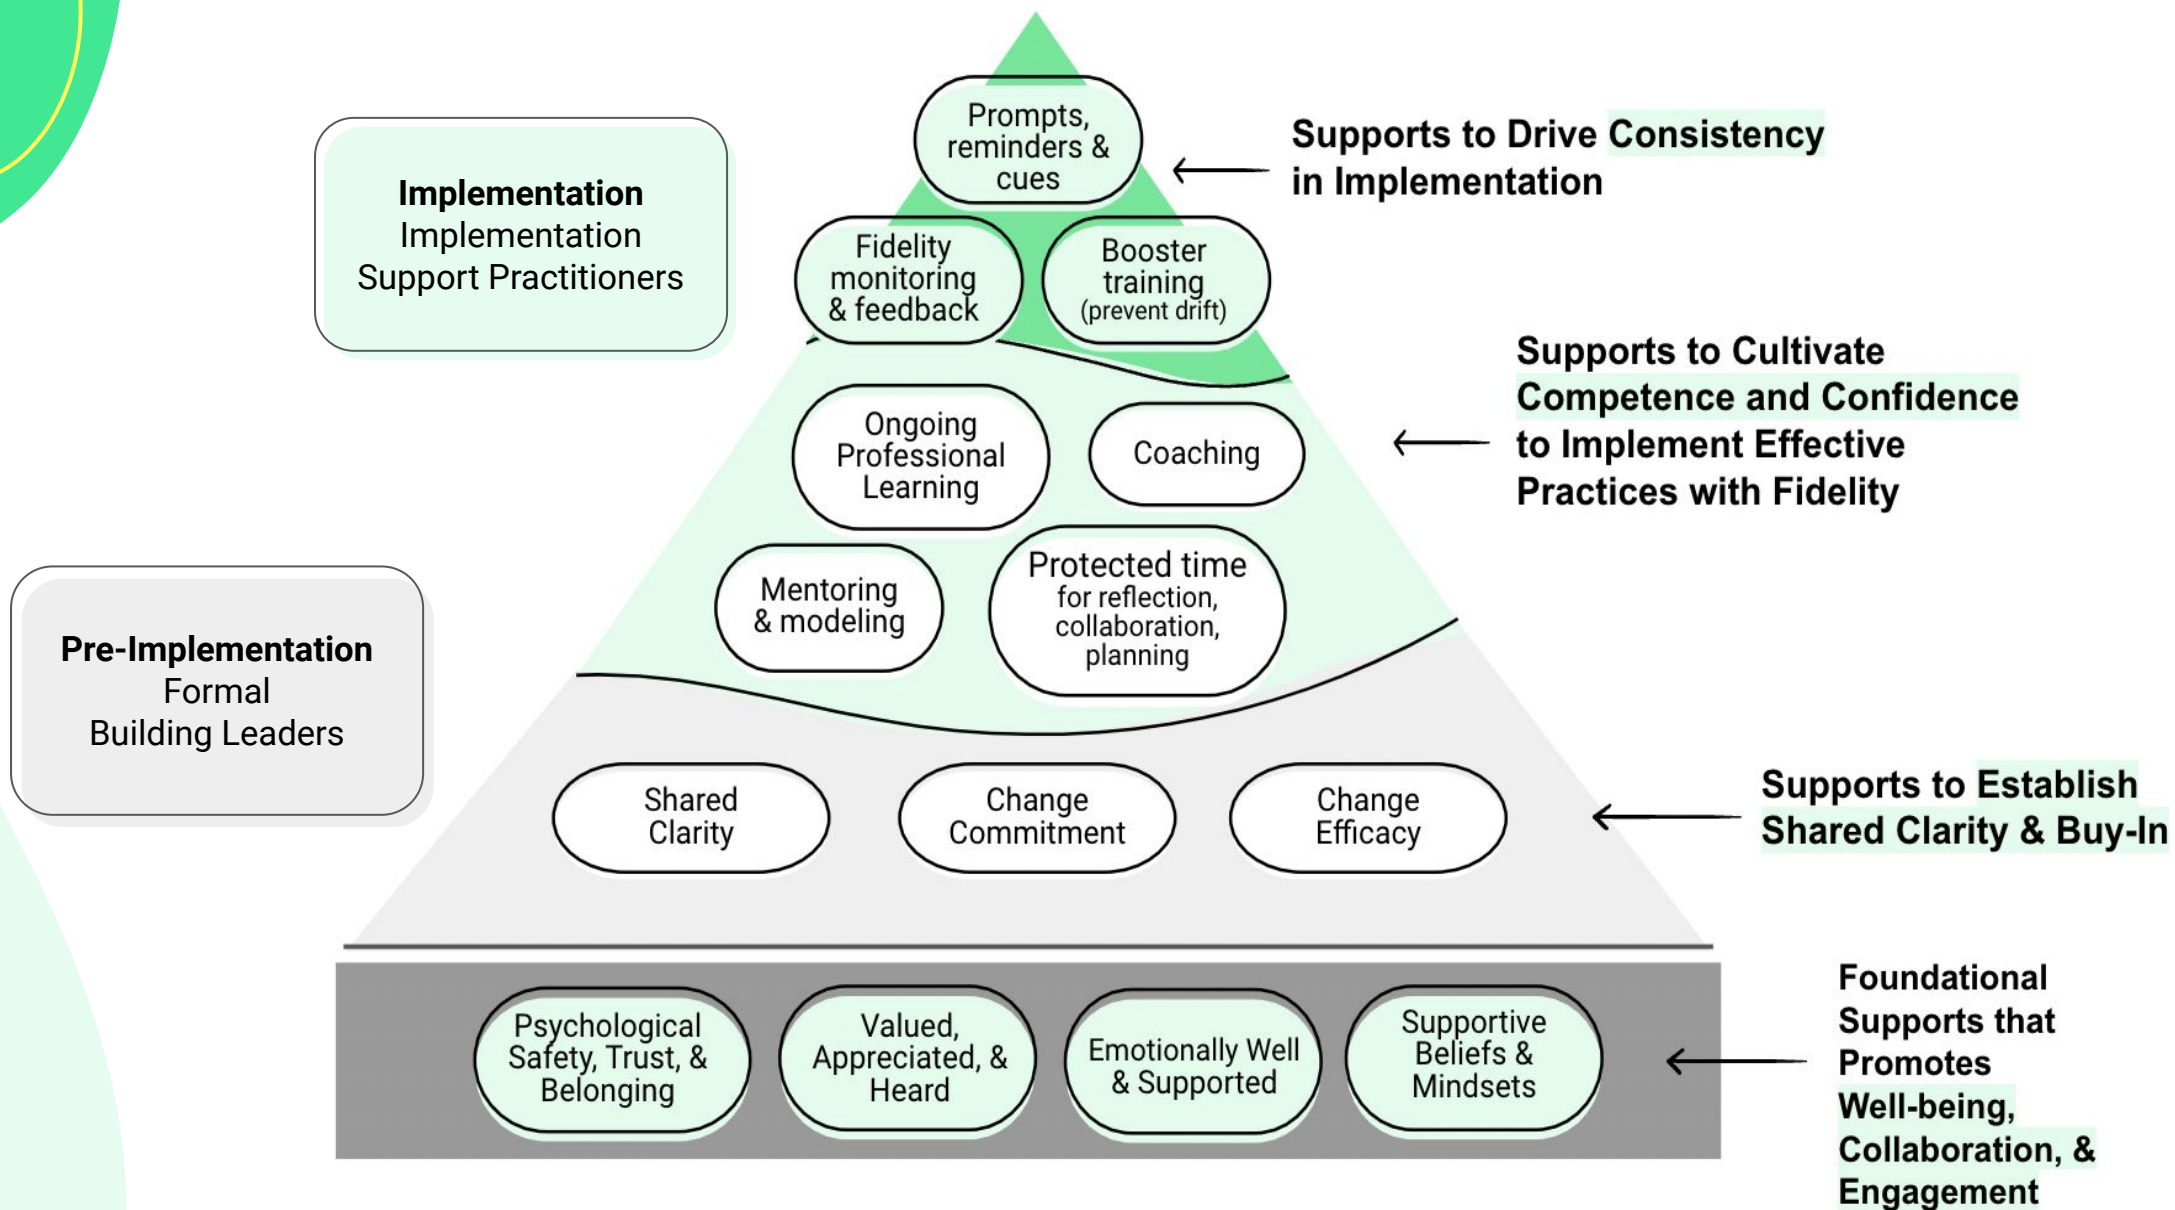 Prompts,
reminders &
cues
Supports to Drive Consistency
in Implementation
Implementation
Implementation
Support Practitioners
Fidelity
monitoring
& feedback
Booster
training
(prevent drift)
Supports to Cultivate
Competence and Confidence
to Implement Effective
Practices with Fidelity
Ongoing
Professional
Learning
Coaching
Mentoring
& modeling
Protected time
for reflection,
collaboration,
planning
Pre-Implementation
Formal
Building Leaders
Shared
Clarity
Change
Commitment
Change
Efficacy
Supports to Establish
Shared Clarity & Buy-In
Psychological
Safety, Trust, &
Belonging
Valued,
Appreciated, &
Heard
Emotionally Well
& Supported
Supportive
Beliefs &
Mindsets
Foundational
Supports that
Promotes
Well-being,
Collaboration, &
Engagement